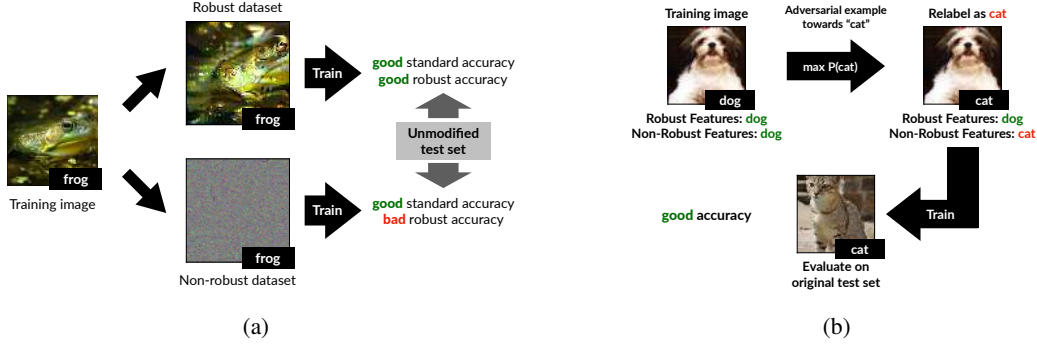 Robust dataset
frog
Train
good standard accuracy
good robust accuracy
frog
Training image
Unmodified
test set
frog
Train
good standard accuracy
bad robust accuracy
Non-robust dataset
(a)
Training image
dog
Robust Features: dog
Non-Robust Features: dog
Adversarial example
towards “cat”
max P(cat)
Relabel as cat
cat
Robust Features: dog
Non-Robust Features: cat
Train
cat
good accuracy
Evaluate on
original test set
(b)